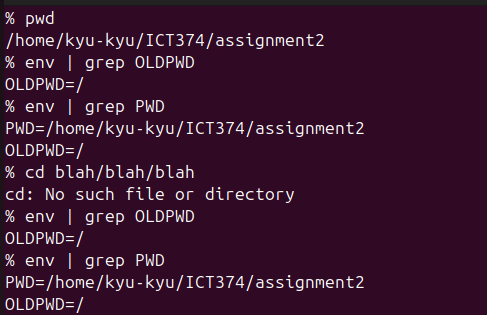 % pwd
/home/kyu-kyu/ICT374/assignment2
% env | grep OLDPWD
OLDPWD=/
% env | grep PWD
PWD=/home/kyu-kyu/ICT374/assignment2
OLDPWD=/
% cd blah/blah/blah
cd: No such file or directory
% env | grep OLDPWD
OLDPWD=/
% env | grep PWD
PWD=/home/kyu-kyu/ICT374/assignment2
OLDPWD=/